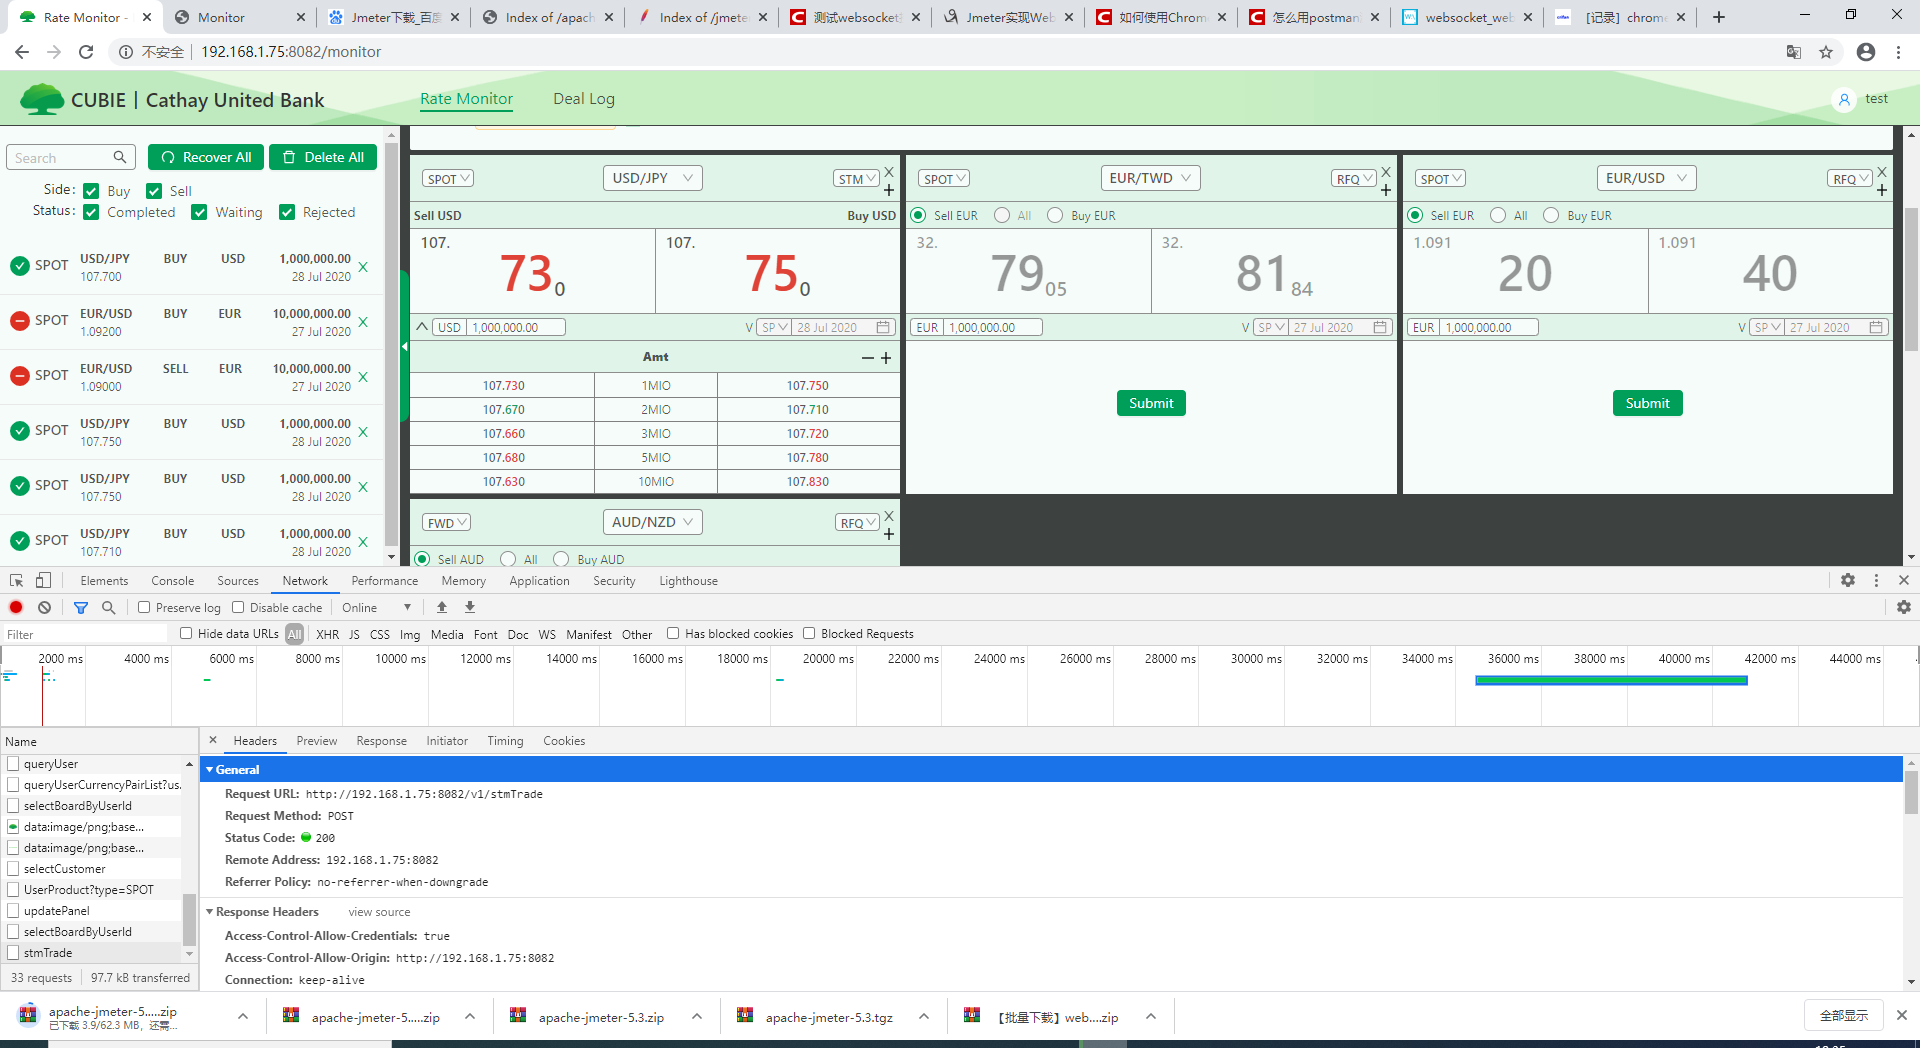 Rate Monitor -
Monitor
Jmeter下载_百度
Index of /apach
Index of /jmete
测试websocket
Jmeter实现Web
如何使用Chrom
怎么用postman
websocket_web
[记录] chrome
不安全
192.168.1.75:8082/monitor
CUBIE | Cathay United Bank
Rate Monitor
Deal Log
test
Search
Recover All
Delete All
Side:
Buy
Sell
Status:
Completed
Waiting
Rejected
SPOT USD/JPY BUY USD 1,000,000.00 X
107.700 28 Jul 2020
SPOT EUR/USD BUY EUR 10,000,000.00 X
1.09200 27 Jul 2020
SPOT EUR/USD SELL EUR 10,000,000.00 X
1.09000 27 Jul 2020
SPOT USD/JPY BUY USD 1,000,000.00 X
107.750 28 Jul 2020
SPOT USD/JPY BUY USD 1,000,000.00 X
107.750 28 Jul 2020
SPOT USD/JPY BUY USD 1,000,000.00 X
107.710 28 Jul 2020
SPOT USD/JPY STM X
+
Sell USD Buy USD
107. 107.
73 0 75 0
USD 1,000,000.00 V SP 28 Jul 2020
Amt − +
107.730 1MIO 107.750
107.670 2MIO 107.710
107.660 3MIO 107.720
107.680 5MIO 107.780
107.630 10MIO 107.830
SPOT EUR/TWD RFQ X
+
Sell EUR All Buy EUR
32. 32.
79 05 81 84
EUR 1,000,000.00 V SP 27 Jul 2020
Submit
SPOT EUR/USD RFQ X
+
Sell EUR All Buy EUR
1.091 1.091
20 40
EUR 1,000,000.00 V SP 27 Jul 2020
Submit
FWD AUD/NZD RFQ X
+
Sell AUD All Buy AUD
Elements Console Sources Network Performance Memory Application Security Lighthouse
Preserve log Disable cache Online
Filter
Hide data URLs All XHR JS CSS Img Media Font Doc WS Manifest Other Has blocked cookies Blocked Requests
2000 ms 4000 ms 6000 ms 8000 ms 10000 ms 12000 ms 14000 ms 16000 ms 18000 ms 20000 ms 22000 ms 24000 ms 26000 ms 28000 ms 30000 ms 32000 ms 34000 ms 36000 ms 38000 ms 40000 ms 42000 ms 44000 ms
Name
queryUser
queryUserCurrencyPairList?us.
selectBoardByUserId
data:image/png;base...
data:image/png;base...
selectCustomer
UserProduct?type=SPOT
updatePanel
selectBoardByUserId
stmTrade
33 requests
97.7 kB transferred
Headers Preview Response Initiator Timing Cookies
General
Request URL: http://192.168.1.75:8082/v1/stmTrade
Request Method: POST
Status Code: 200
Remote Address: 192.168.1.75:8082
Referrer Policy: no-referrer-when-downgrade
Response Headers view source
Access-Control-Allow-Credentials: true
Access-Control-Allow-Origin: http://192.168.1.75:8082
Connection: keep-alive
apache-jmeter-5.....zip
已下载 3.9/62.3 MB，还需...
apache-jmeter-5.....zip
apache-jmeter-5.3.zip
apache-jmeter-5.3.tgz
【批量下载】web....zip
全部显示